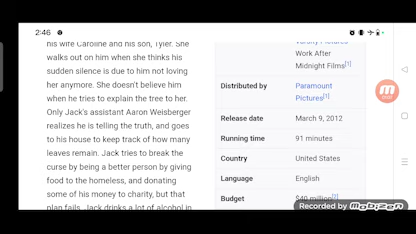 2:46
his wife Caroline and his son, Tyler. She
walks out on him when she thinks his
sudden silence is due to him not loving
her anymore. She doesn't believe him
when he tries to explain the tree to her.
Only Jack's assistant Aaron Weisberger
realizes he is telling the truth, and goes
to his house to keep track of how many
leaves remain. Jack tries to break the
curse by being a better person by giving
food to the homeless, and donating
some of his money to charity, but that
plan fails. Jack drinks a lot of alcohol in
Varsity Pictures
Work After
Midnight Films[1]
Distributed by Paramount
Pictures[1]
Release date March 9, 2012
Running time 91 minutes
Country United States
Language English
Budget $40 million[2]
Recorded by mobizen